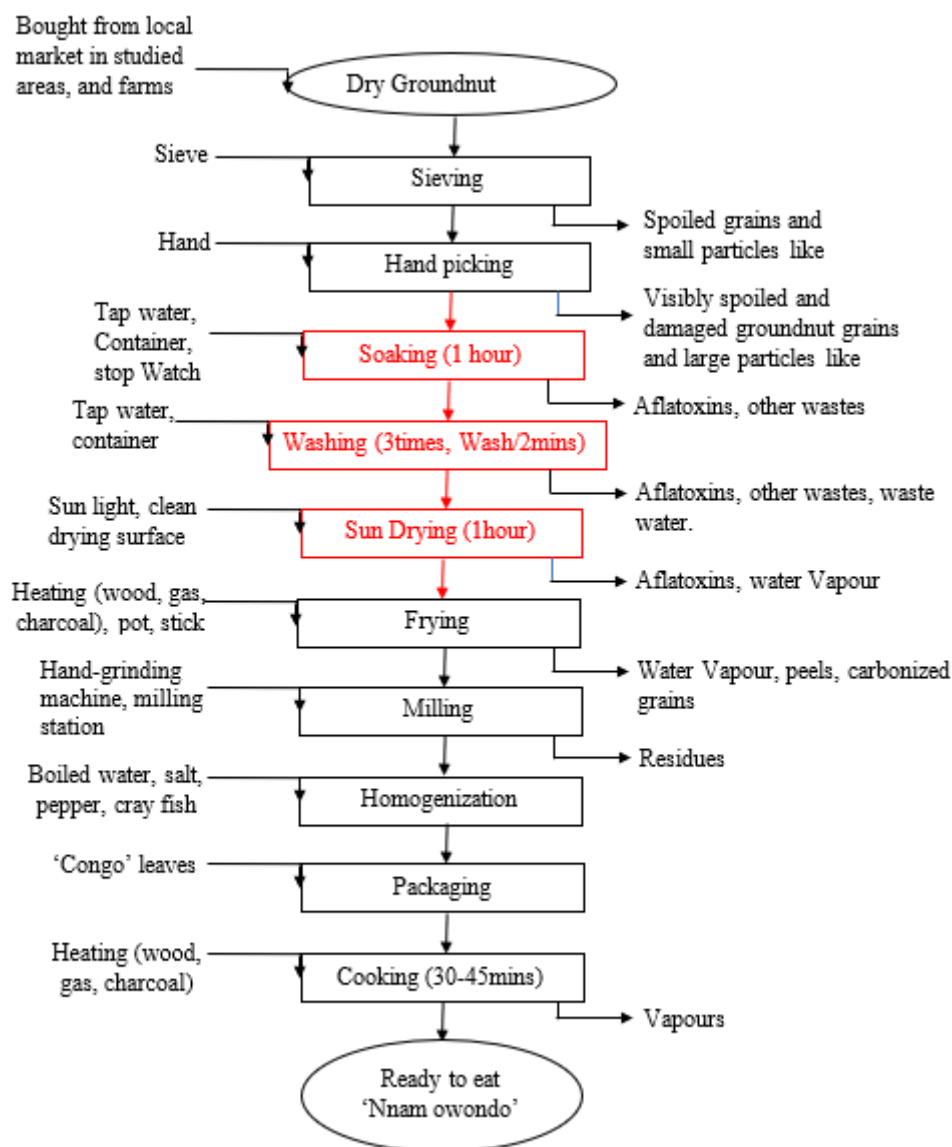 Bought from local
market in studied
areas, and farms
Dry Groundnut
Sieve
Sieving
Spoiled grains and
small particles like
Hand
Hand picking
Visibly spoiled and
damaged groundnut grains
and large particles like
Tap water,
Container,
stop Watch
Soaking (1 hour)
Aflatoxins, other wastes
Tap water,
container
Washing (3times, Wash/2mins)
Aflatoxins, other wastes, waste
water.
Sun light, clean
drying surface
Sun Drying (1hour)
Aflatoxins, water Vapour
Heating (wood, gas,
charcoal), pot, stick
Frying
Water Vapour, peels, carbonized
grains
Hand-grinding
machine, milling
station
Milling
Residues
Boiled water, salt,
pepper, cray fish
Homogenization
‘Congo’ leaves
Packaging
Heating (wood,
gas, charcoal)
Cooking (30-45mins)
Vapours
Ready to eat
‘Nnam owondo’